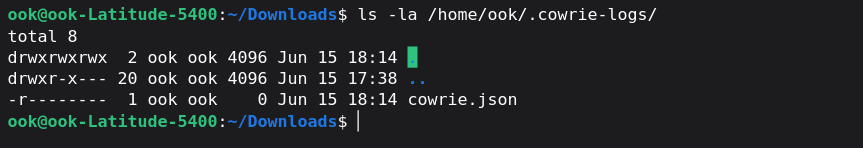 ook@ook-Latitude-5400:~/Downloads$ ls -la /home/ook/.cowrie-logs/
total 8
drwxrwxrwx  2 ook ook 4096 Jun 15 18:14 .
drwxr-x--- 20 ook ook 4096 Jun 15 17:38 ..
-r--------  1 ook ook    0 Jun 15 18:14 cowrie.json
ook@ook-Latitude-5400:~/Downloads$